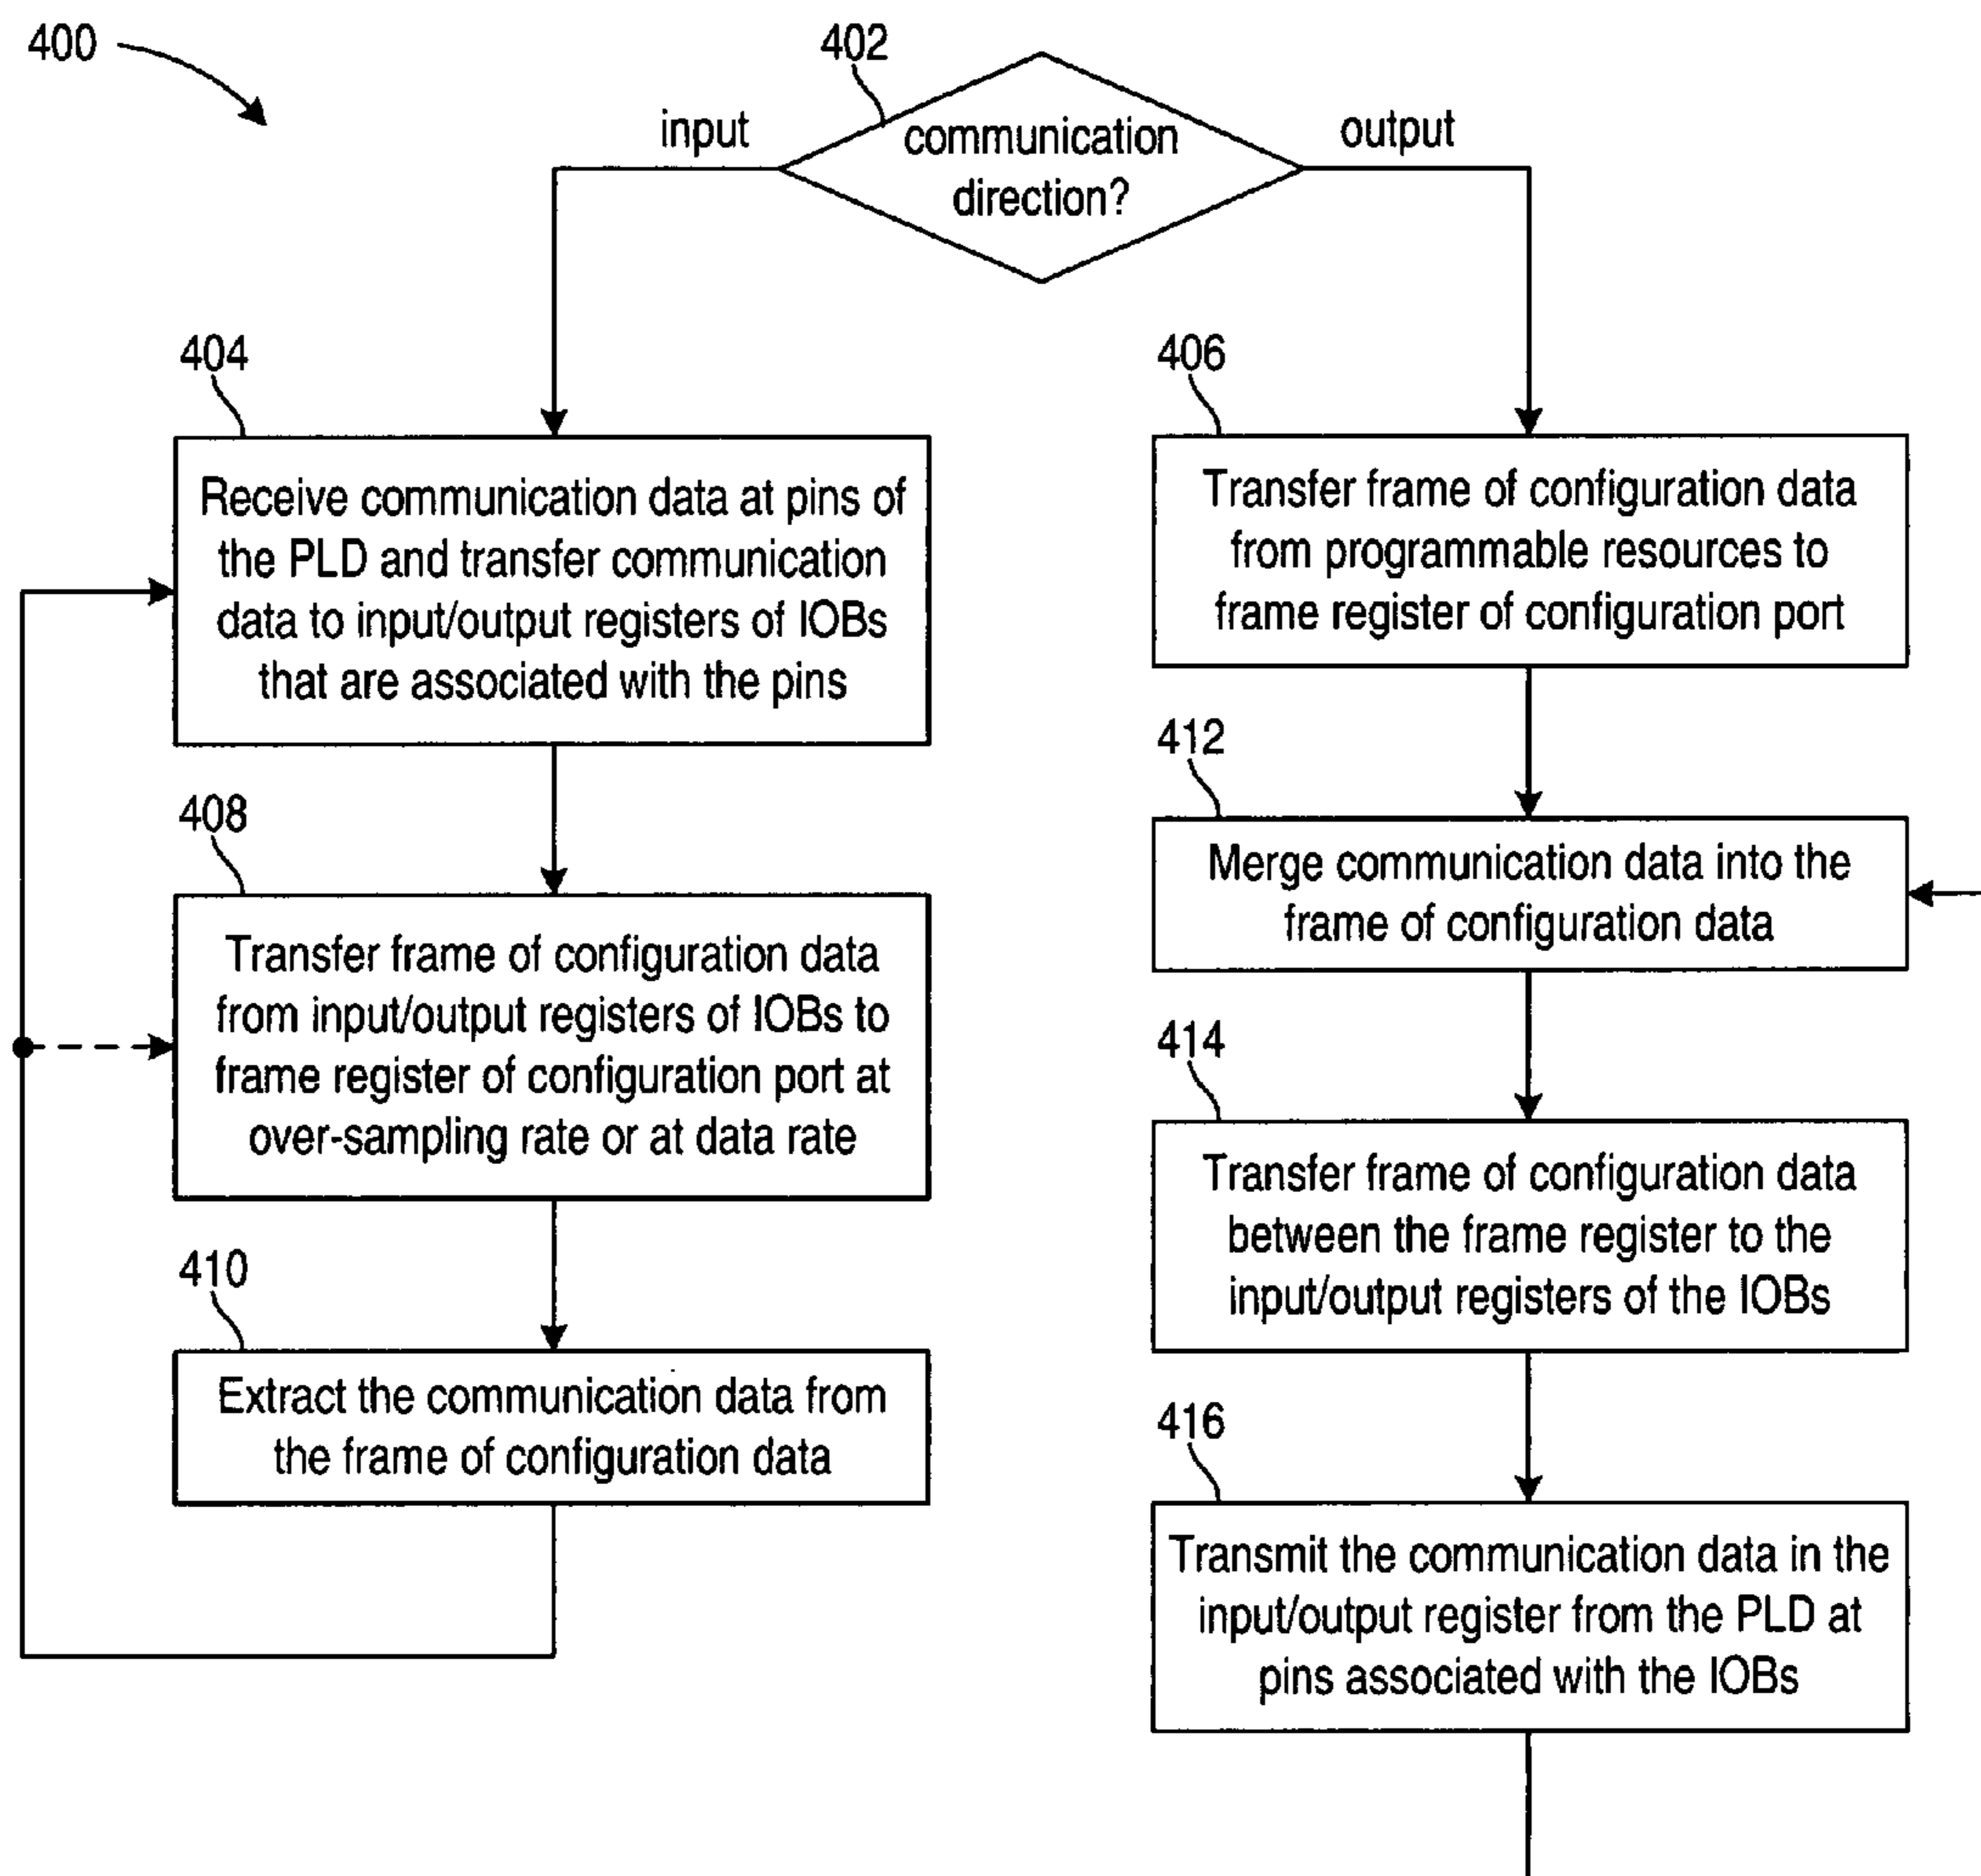 400
402
input
communication
direction?
output
404
Receive communication data at pins of
the PLD and transfer communication
data to input/output registers of IOBs
that are associated with the pins
408
Transfer frame of configuration data
from input/output registers of IOBs to
frame register of configuration port at
over-sampling rate or at data rate
410
Extract the communication data from
the frame of configuration data
406
Transfer frame of configuration data
from programmable resources to
frame register of configuration port
412
Merge communication data into the
frame of configuration data
414
Transfer frame of configuration data
between the frame register to the
input/output registers of the IOBs
416
Transmit the communication data in the
input/output register from the PLD at
pins associated with the IOBs